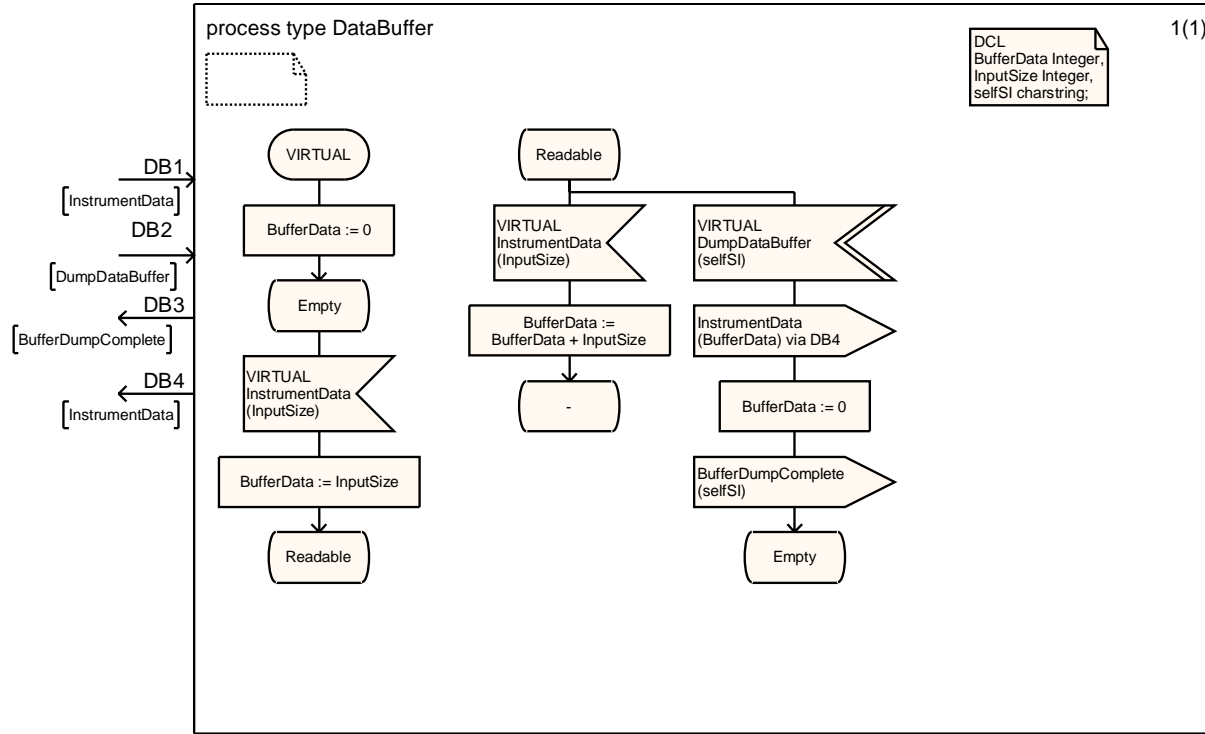 process type DataBuffer
1(1)
DCL
BufferData Integer,
InputSize Integer,
selfSI charstring;
DB1
[InstrumentData]
DB2
[DumpDataBuffer]
DB3
[BufferDumpComplete]
DB4
[InstrumentData]
VIRTUAL
BufferData := 0
Empty
VIRTUAL
InstrumentData
(InputSize)
BufferData := InputSize
Readable
Readable
VIRTUAL
InstrumentData
(InputSize)
BufferData :=
BufferData + InputSize
-
VIRTUAL
DumpDataBuffer
(selfSI)
InstrumentData
(BufferData) via DB4
BufferData := 0
BufferDumpComplete
(selfSI)
Empty